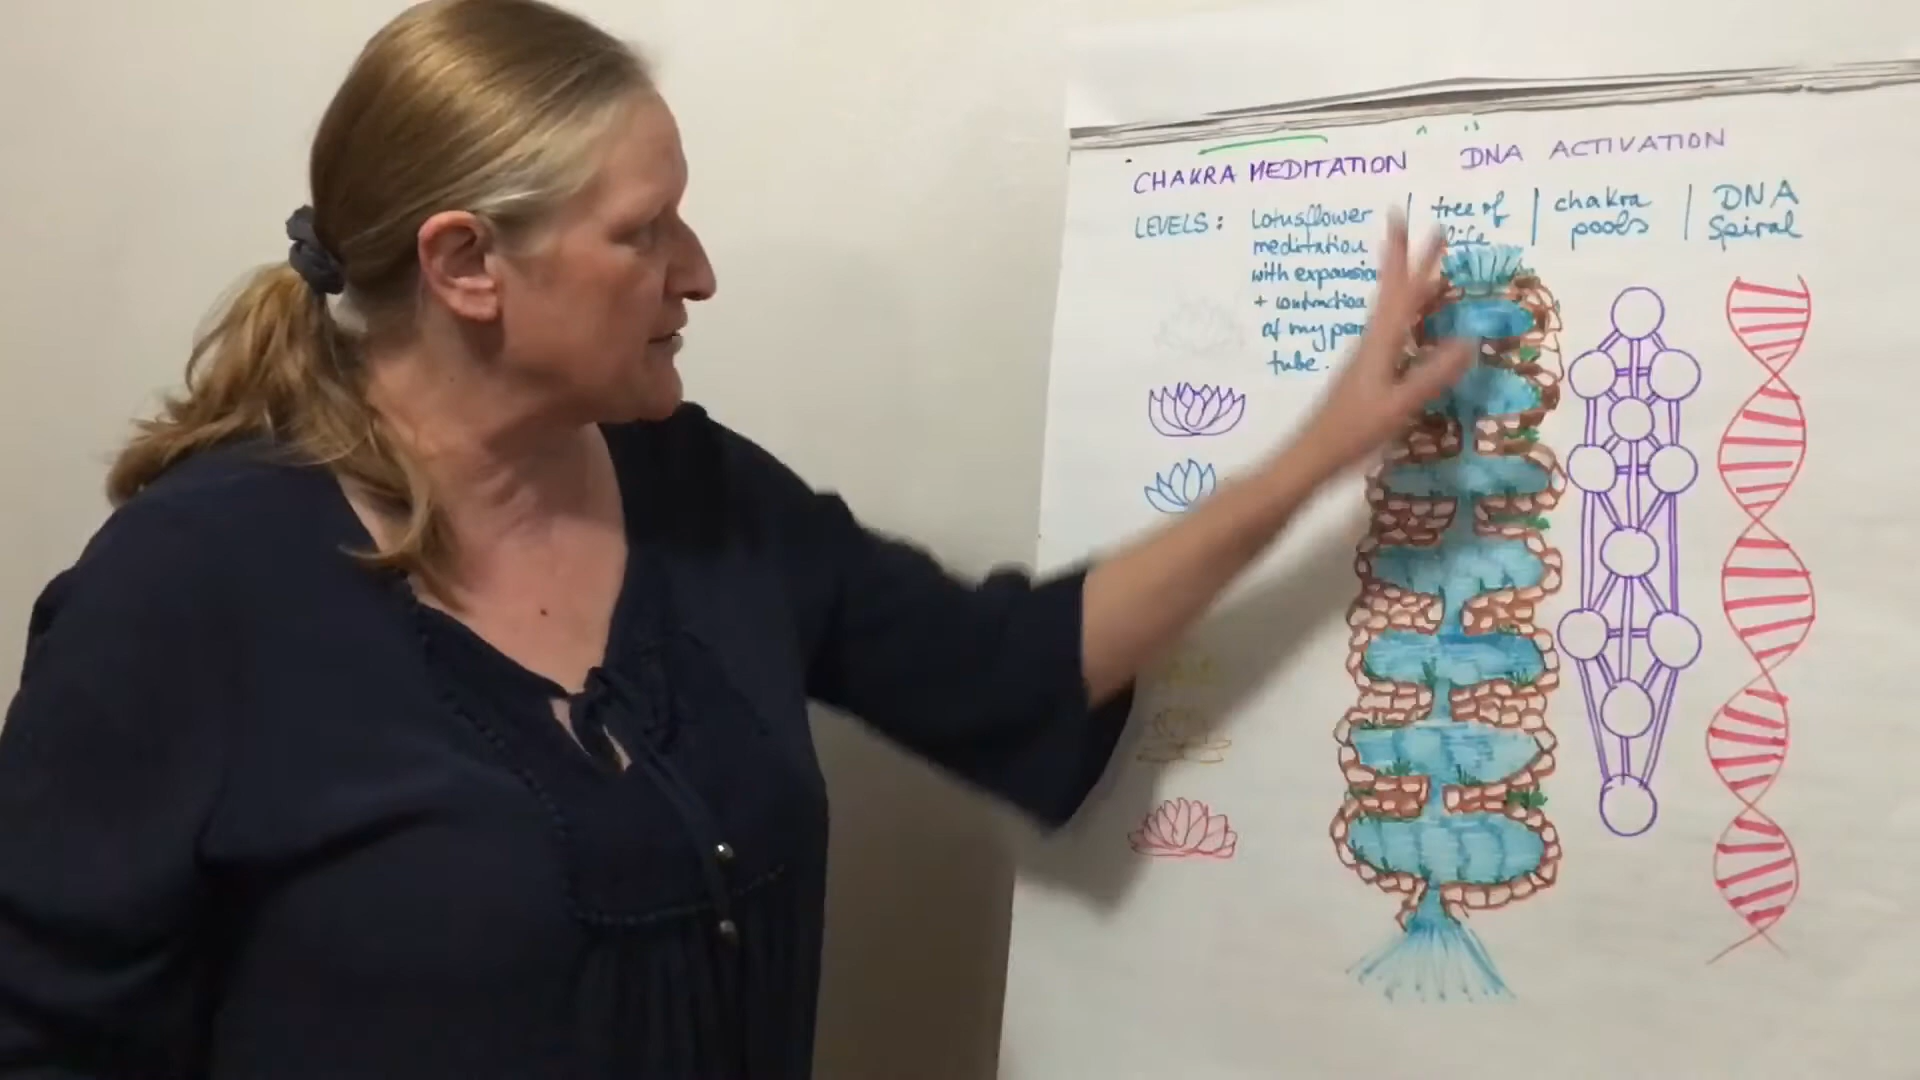 CHAKRA MEDITATION DNA ACTIVATION
LEVELS:
Lotusflower
meditation
with expansion
+ contraction
of my
tube.
tree of
life
chakra
pools
DNA
Spiral